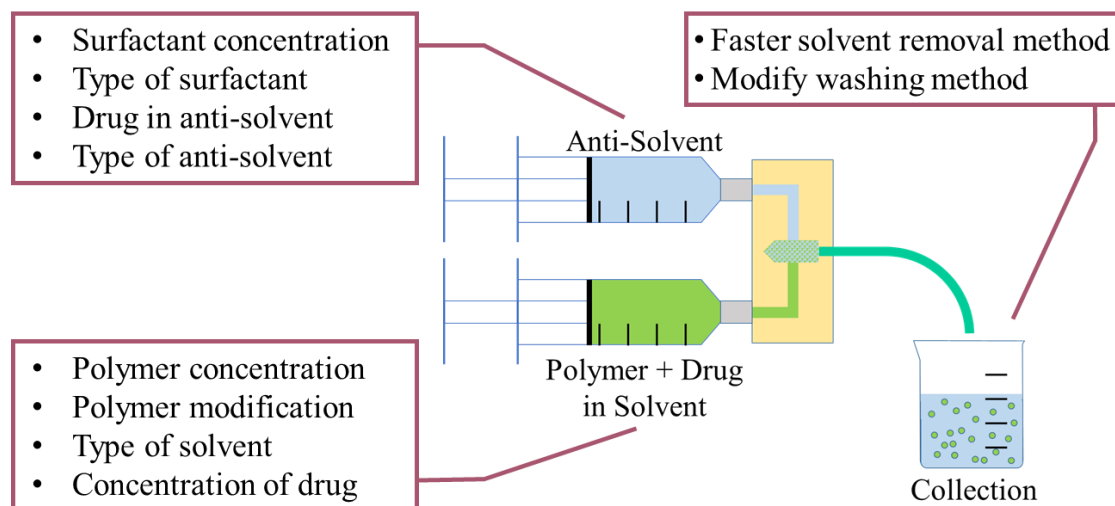 • Surfactant concentration
• Type of surfactant
• Drug in anti-solvent
• Type of anti-solvent
• Faster solvent removal method
• Modify washing method
Anti-Solvent
Polymer + Drug
in Solvent
• Polymer concentration
• Polymer modification
• Type of solvent
• Concentration of drug
Collection